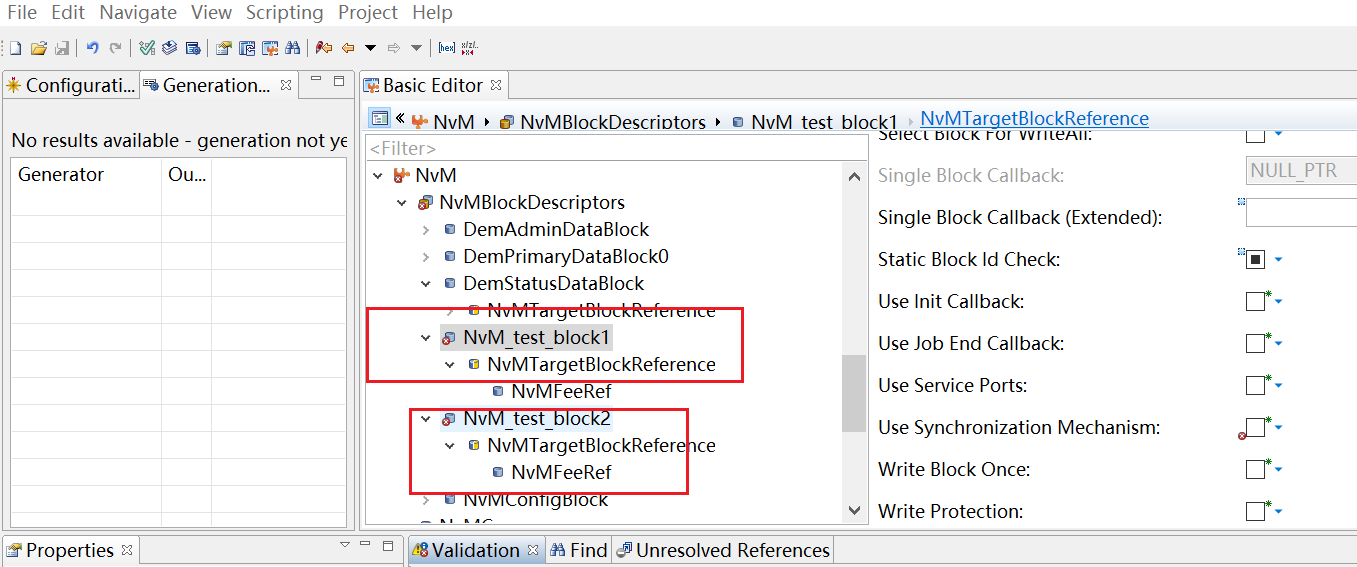 File Edit Navigate View Scripting Project Help
[hex]
Configurati... Generation...
No results available - generation not ye
Generator Ou...
Basic Editor
« NvM NvMBlockDescriptors NvM_test_block1 NvMTargetBlockReference
<Filter>
NvM
NvMBlockDescriptors
DemAdminDataBlock
DemPrimaryDataBlock0
DemStatusDataBlock
NvMTargetBlockReference
NvM_test_block1
NvMTargetBlockReference
NvMFeeRef
NvM_test_block2
NvMTargetBlockReference
NvMFeeRef
NvMConfigBlock
Select Block For WriteAll:
Single Block Callback: NULL_PTR
Single Block Callback (Extended):
Static Block Id Check:
Use Init Callback:
Use Job End Callback:
Use Service Ports:
Use Synchronization Mechanism:
Write Block Once:
Write Protection:
Properties
Validation Find Unresolved References